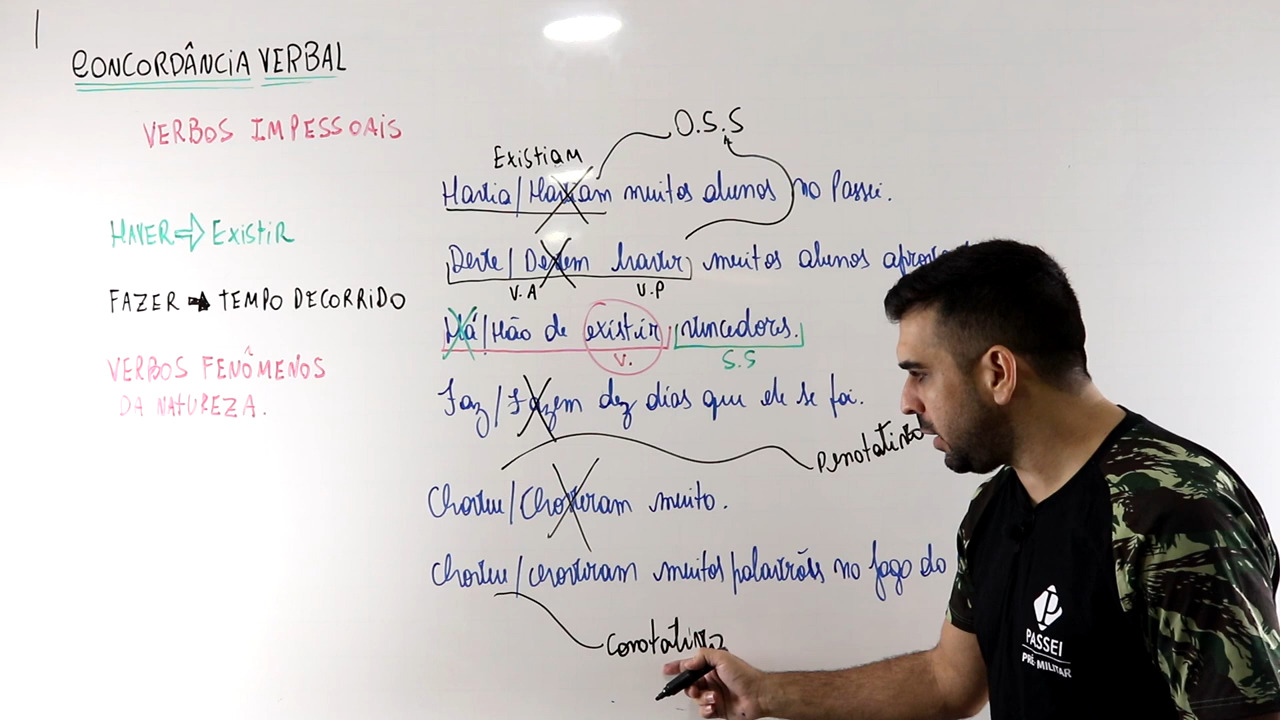 CONCORDÂNCIA VERBAL
VERBOS IMPESSOAIS
HAVER ⇒ EXISTIR
FAZER → TEMPO DECORRIDO
VERBOS FENÔMENOS
DA NATUREZA.
O.S.S
Existiam
Havia/Haviam muitos alunos no Passei.
Deve/Devem haver muitos alunos
V.A V.P
Há/Hão de existir vencedores.
V. S.S
Faz/Fazem dez dias que ele se foi.
Denotativo
Choveu/Choveram muito.
Choveu/choveram muitos palavrões no jogo do
Conotativo
PASSEI
PRÉ MILITAR